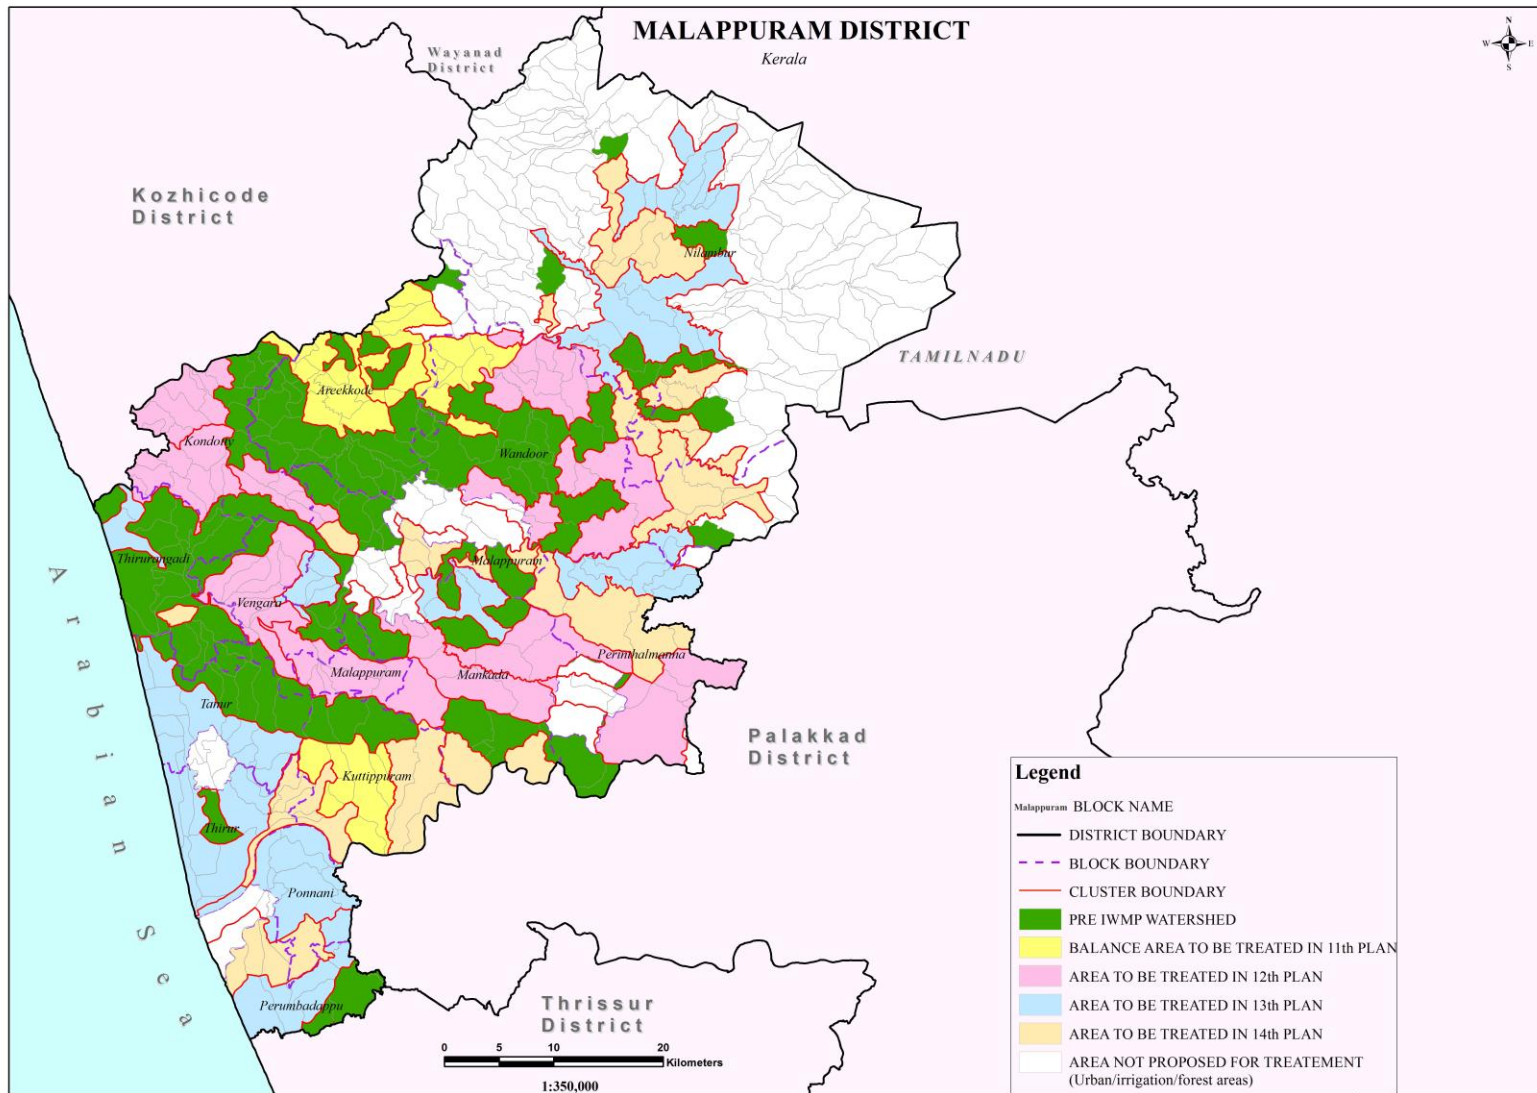 MALAPPURAM DISTRICT
Kerala
N
W E
S
Wayanad
District
Kozhicode
District
Nilambur
TAMILNADU
Areekkode
Kondotty
Wandoor
Thirurangadi
Malappuram
Vengara
Perinthalmanna
Malappuram
Mankada
Tanur
Palakkad
District
Kuttippuram
Thirur
Ponnani
Perumbadappu
Arabiian Sea
Thrissur
District
0 5 10 20
Kilometers
1:350,000
Legend
Malappuram BLOCK NAME
DISTRICT BOUNDARY
BLOCK BOUNDARY
CLUSTER BOUNDARY
PRE IWMP WATERSHED
BALANCE AREA TO BE TREATED IN 11th PLAN
AREA TO BE TREATED IN 12th PLAN
AREA TO BE TREATED IN 13th PLAN
AREA TO BE TREATED IN 14th PLAN
AREA NOT PROPOSED FOR TREATEMENT
(Urban/irrigation/forest areas)